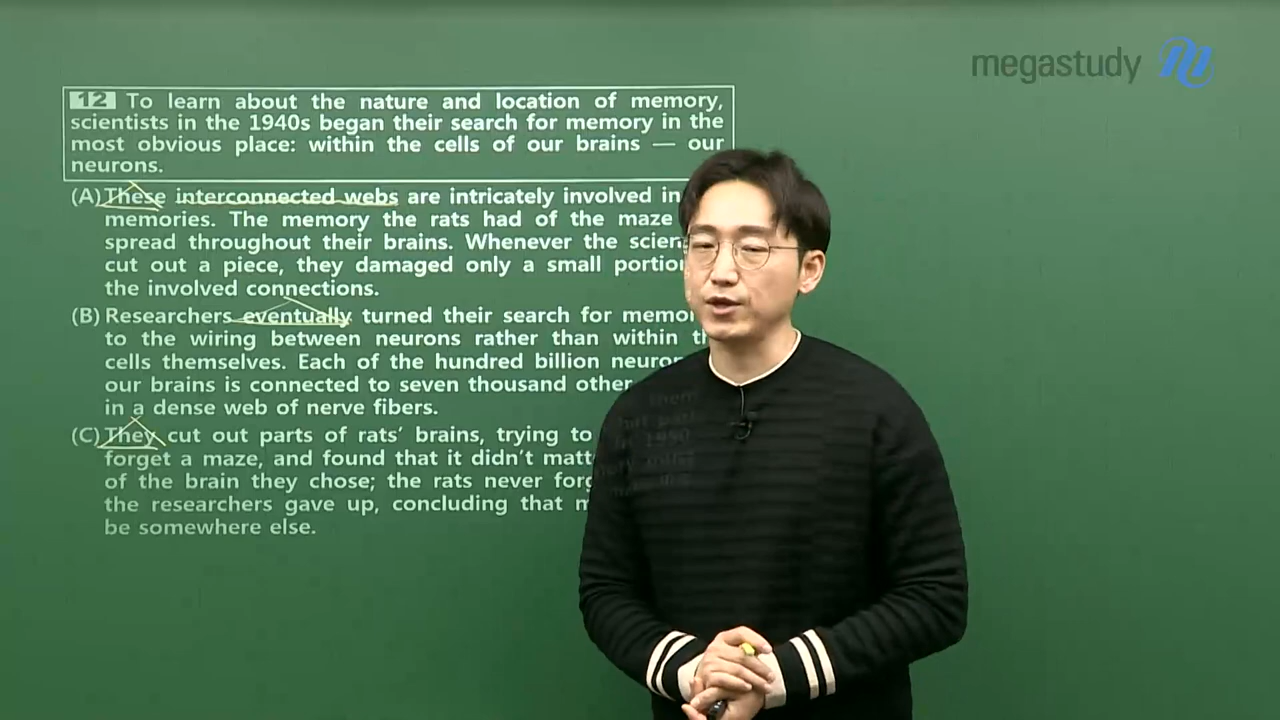 megastudy
12 To learn about the nature and location of memory,
scientists in the 1940s began their search for memory in the
most obvious place: within the cells of our brains — our
neurons.
(A) These interconnected webs are intricately involved in
memories. The memory the rats had of the maze
spread throughout their brains. Whenever the
cut out a piece, they damaged only a small
the involved connections.
(B) Researchers eventually turned their search for
to the wiring between neurons rather than within
cells themselves. Each of the hundred billion
our brains is connected to seven thousand other
in a dense web of nerve fibers.
(C) They cut out parts of rats' brains, trying to
forget a maze, and found that it didn't
of the brain they chose; the rats never
the researchers gave up, concluding that
be somewhere else.